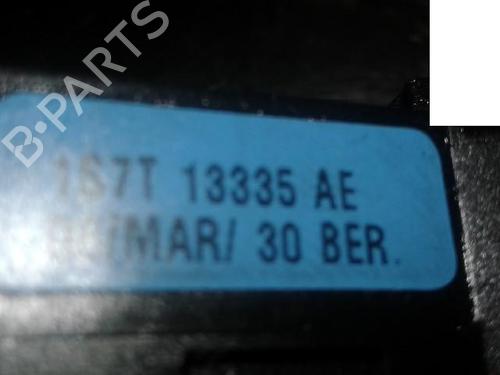 B-PARTS
1S7T 13335 AE
/MAR/ 30 BER.